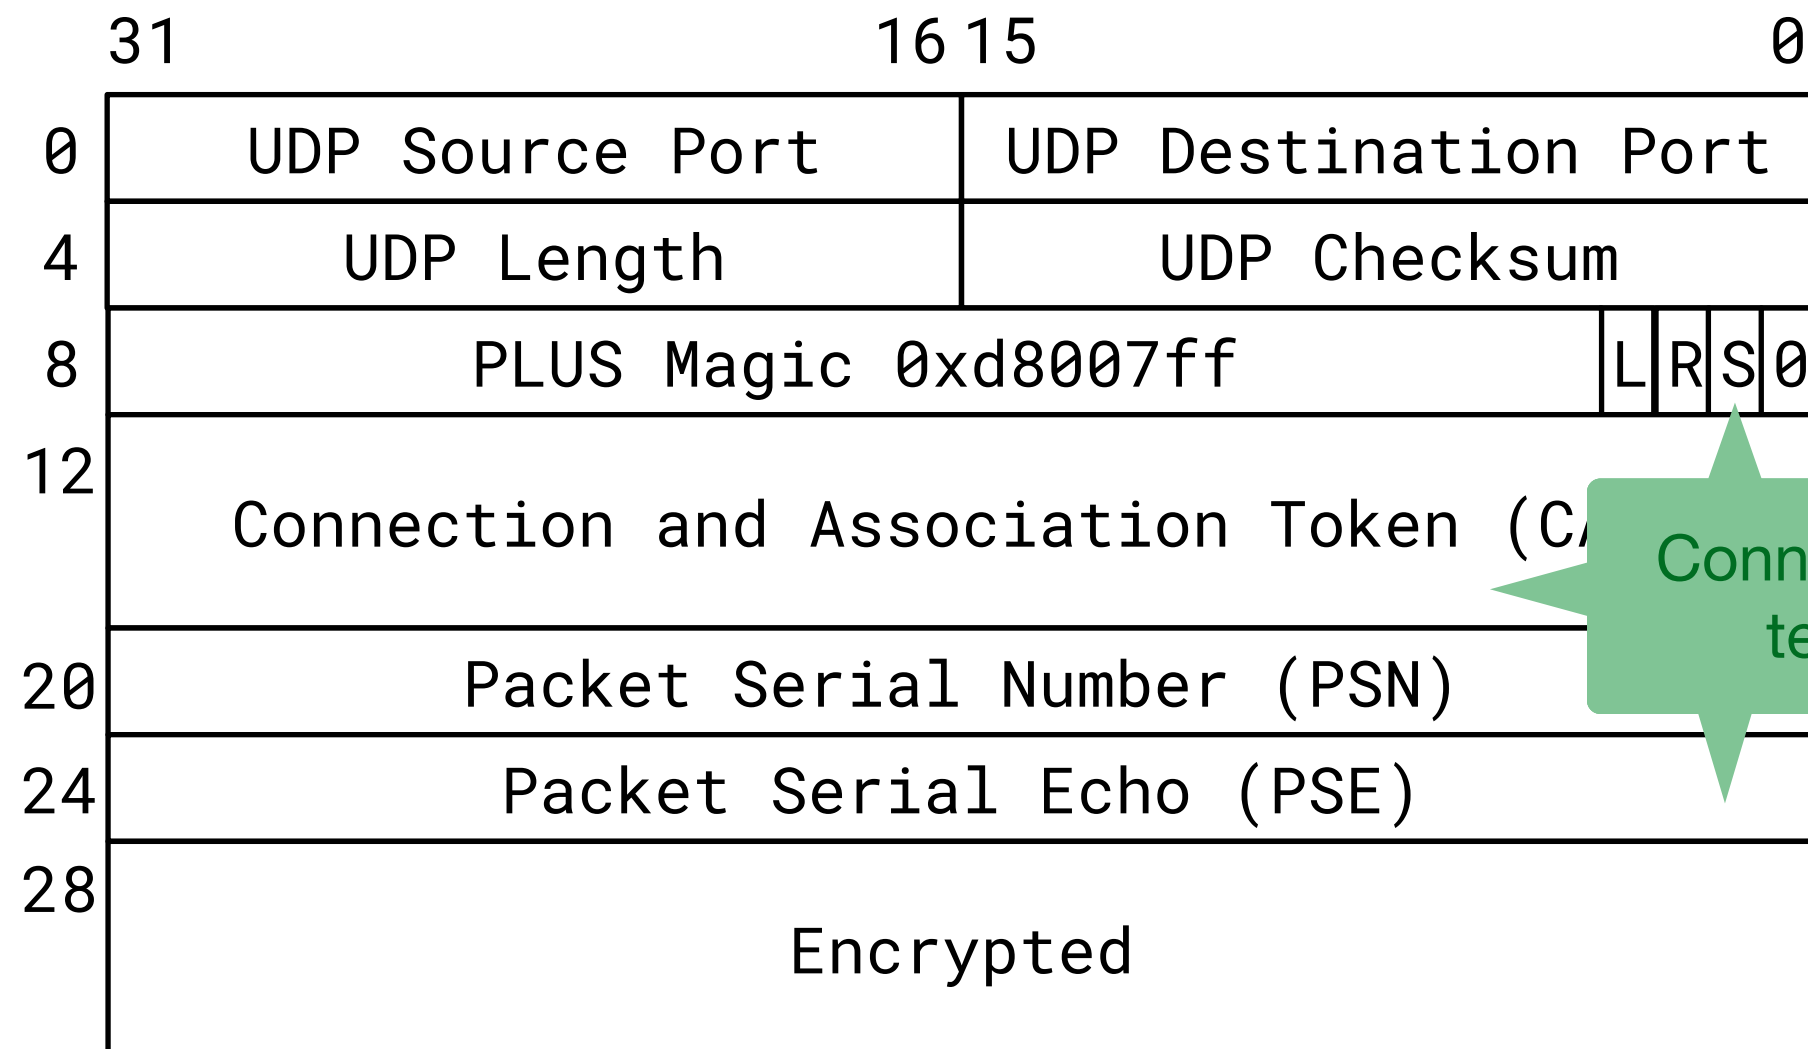 31 16 15 0
0 UDP Source Port UDP Destination Port
4 UDP Length UDP Checksum
8 PLUS Magic 0xd8007ff L R S 0
12
Connection and Association Token
20 Packet Serial Number (PSN)
24 Packet Serial Echo (PSE)
28
Encrypted